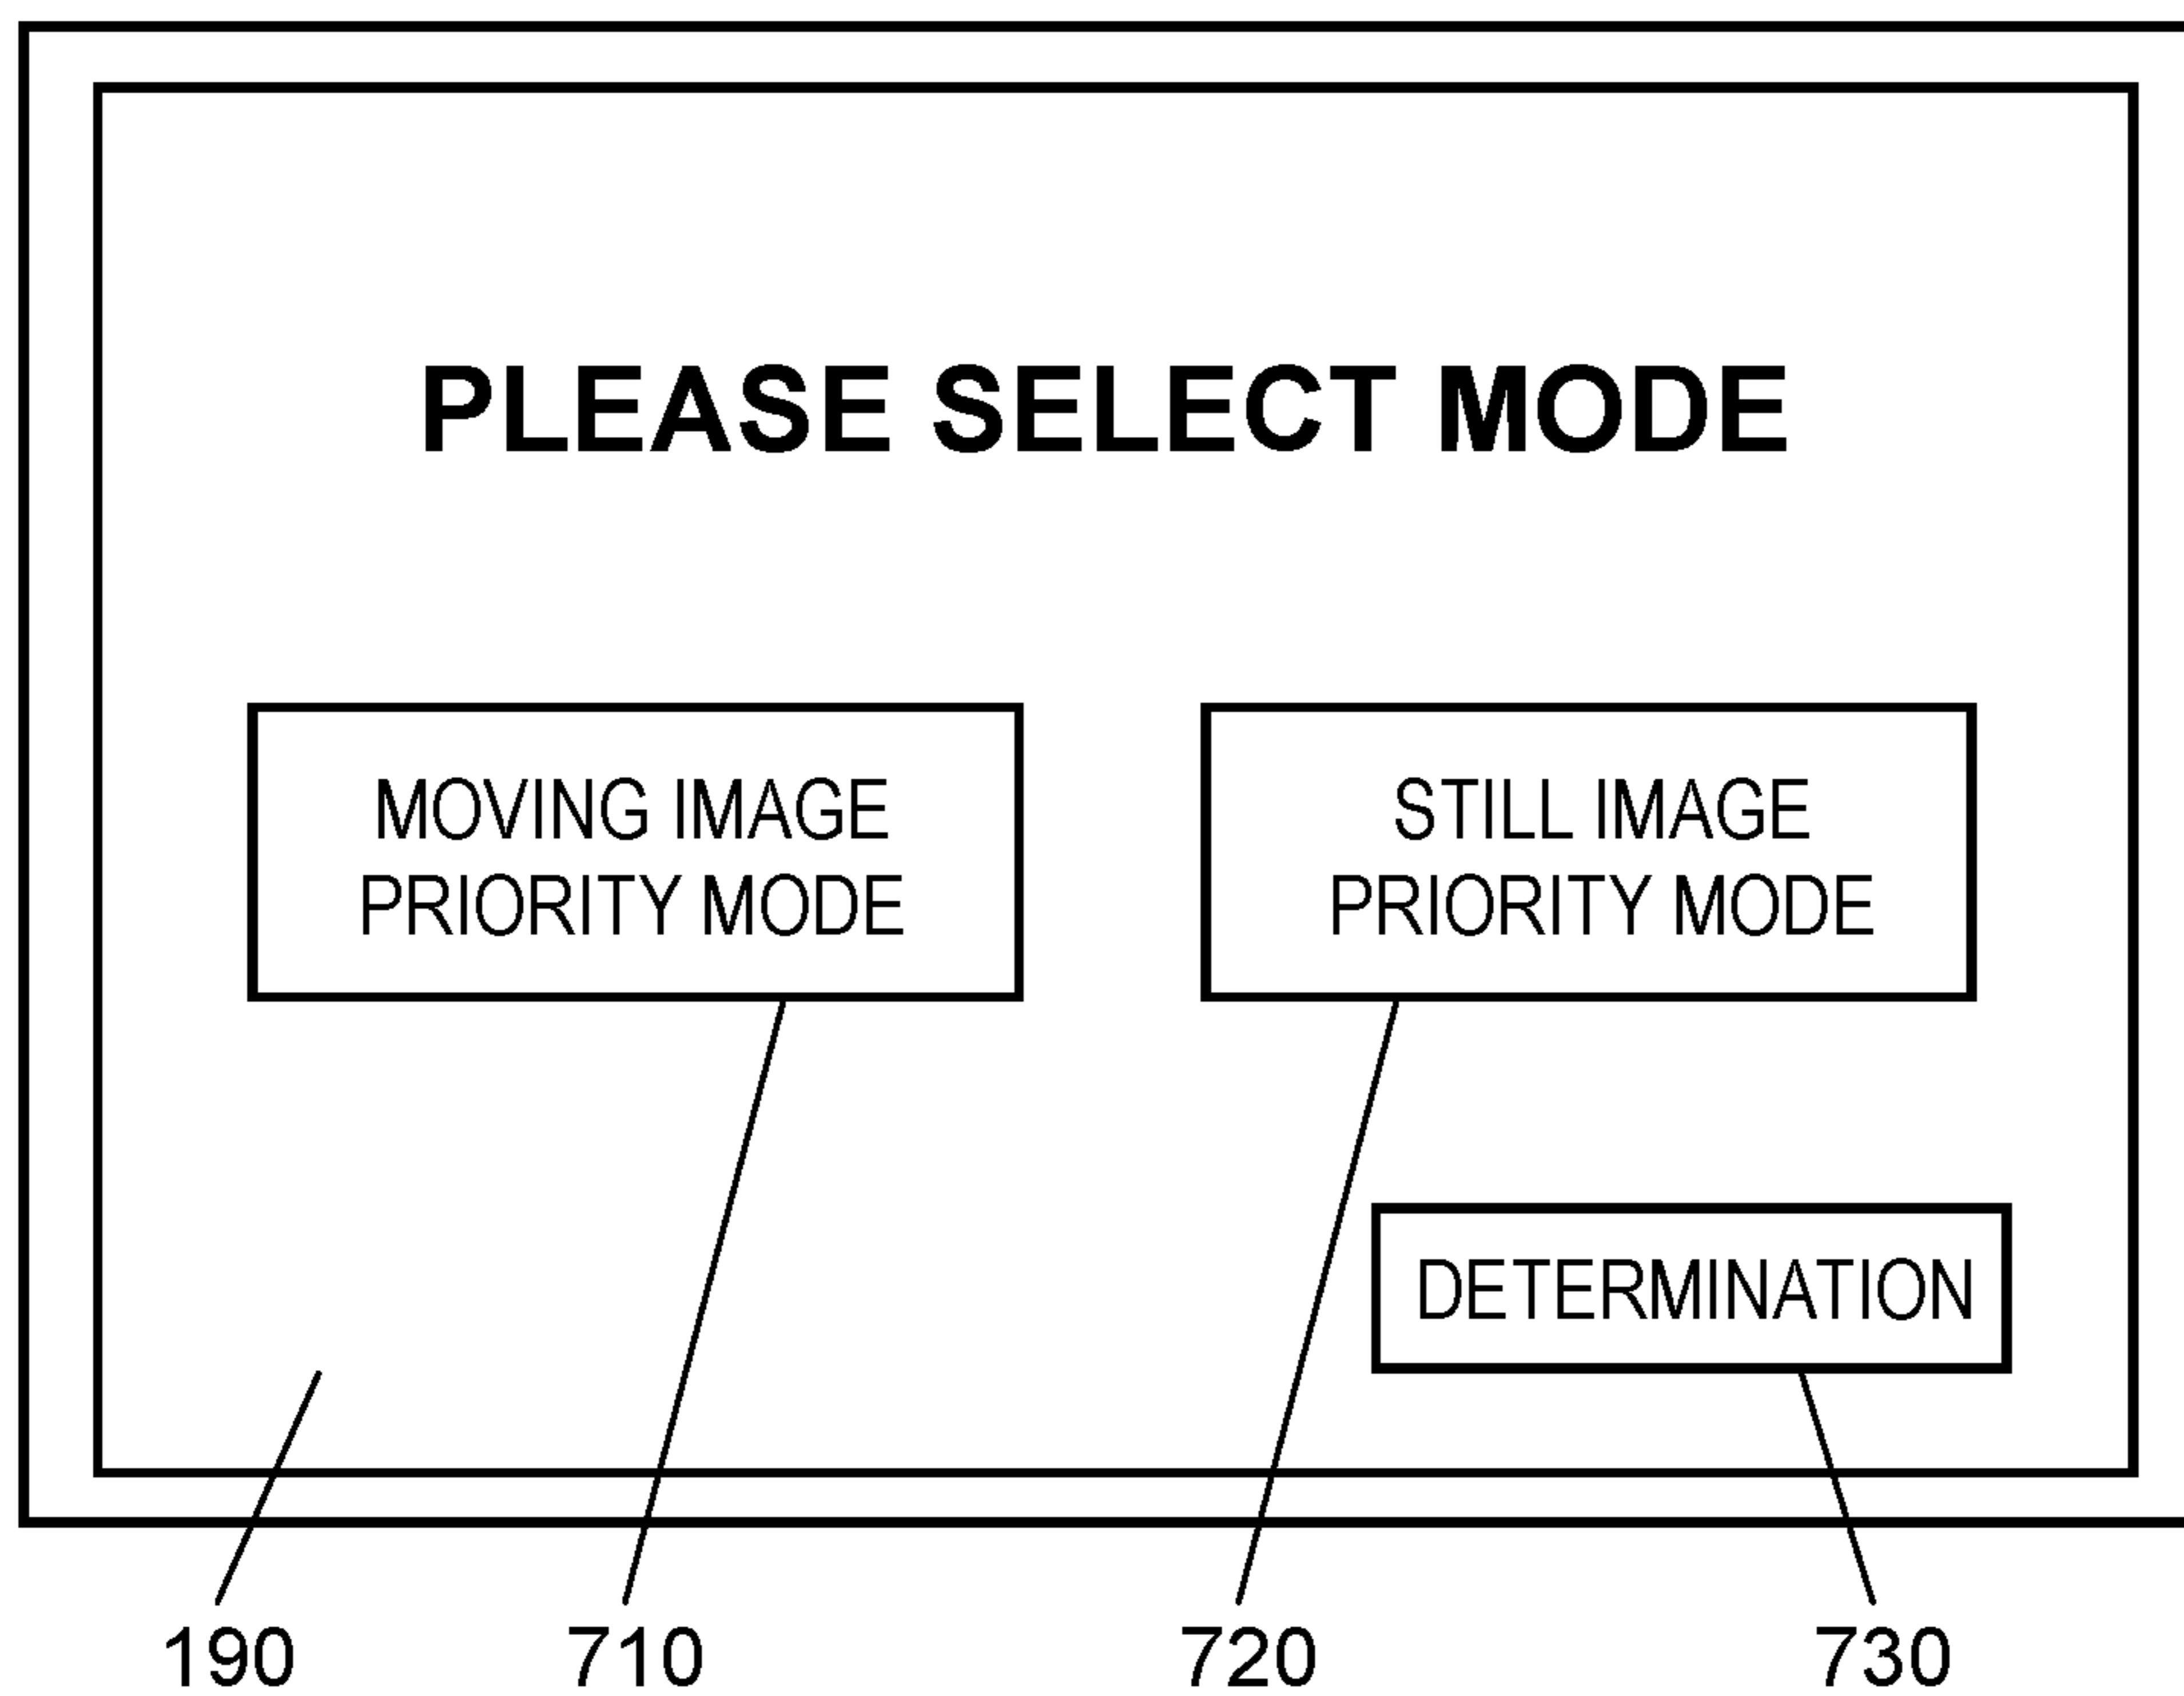 PLEASE SELECT MODE
MOVING IMAGE
PRIORITY MODE
STILL IMAGE
PRIORITY MODE
DETERMINATION
190
710
720
730